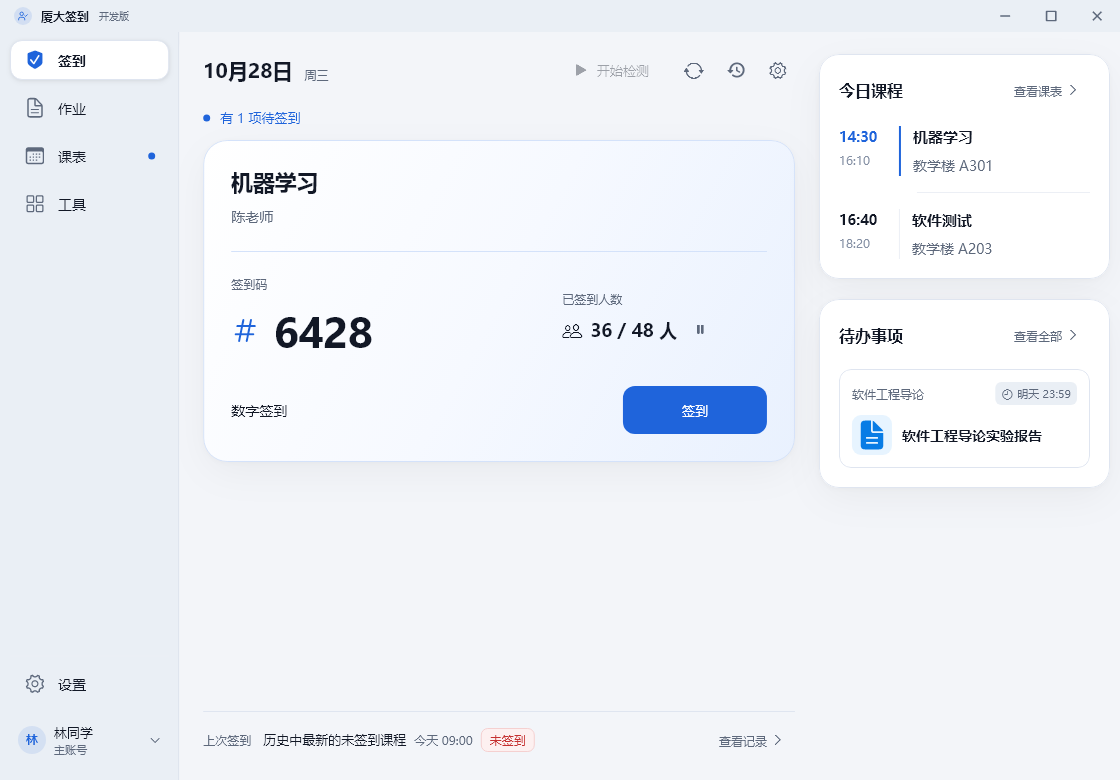 厦大签到 开发版
签到
作业
课表
工具
设置
林 林同学
主账号
10月28日 周三
开始检测
有 1 项待签到
机器学习
陈老师
签到码
# 6428
已签到人数
36 / 48 人
数字签到
签到
上次签到 历史中最新的未签到课程 今天 09:00 未签到
查看记录
今日课程 查看课表
14:30 机器学习
16:10 教学楼 A301
16:40 软件测试
18:20 教学楼 A203
待办事项 查看全部
软件工程导论 明天 23:59
软件工程导论实验报告